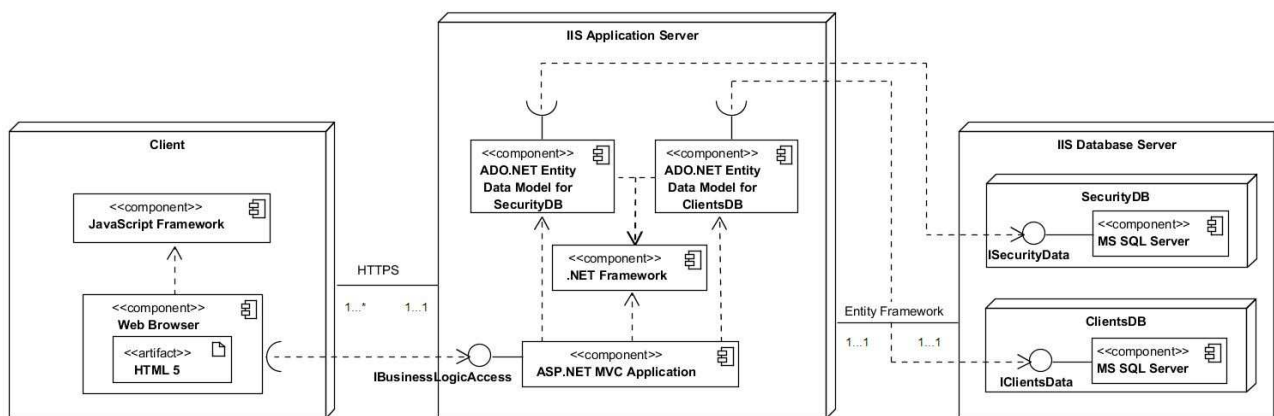 IIS Application Server
Client
<<component>>
JavaScript Framework
<<component>>
Web Browser
<<artifact>>
HTML 5
HTTPS
1...*
1...1
<<component>>
ADO.NET Entity
Data Model for
SecurityDB
<<component>>
ADO.NET Entity
Data Model for
ClientsDB
<<component>>
.NET Framework
<<component>>
ASP.NET MVC Application
IBusinessLogicAccess
Entity Framework
1...1
1...1
IIS Database Server
SecurityDB
<<component>>
MS SQL Server
ISecurityData
ClientsDB
<<component>>
MS SQL Server
IClientsData